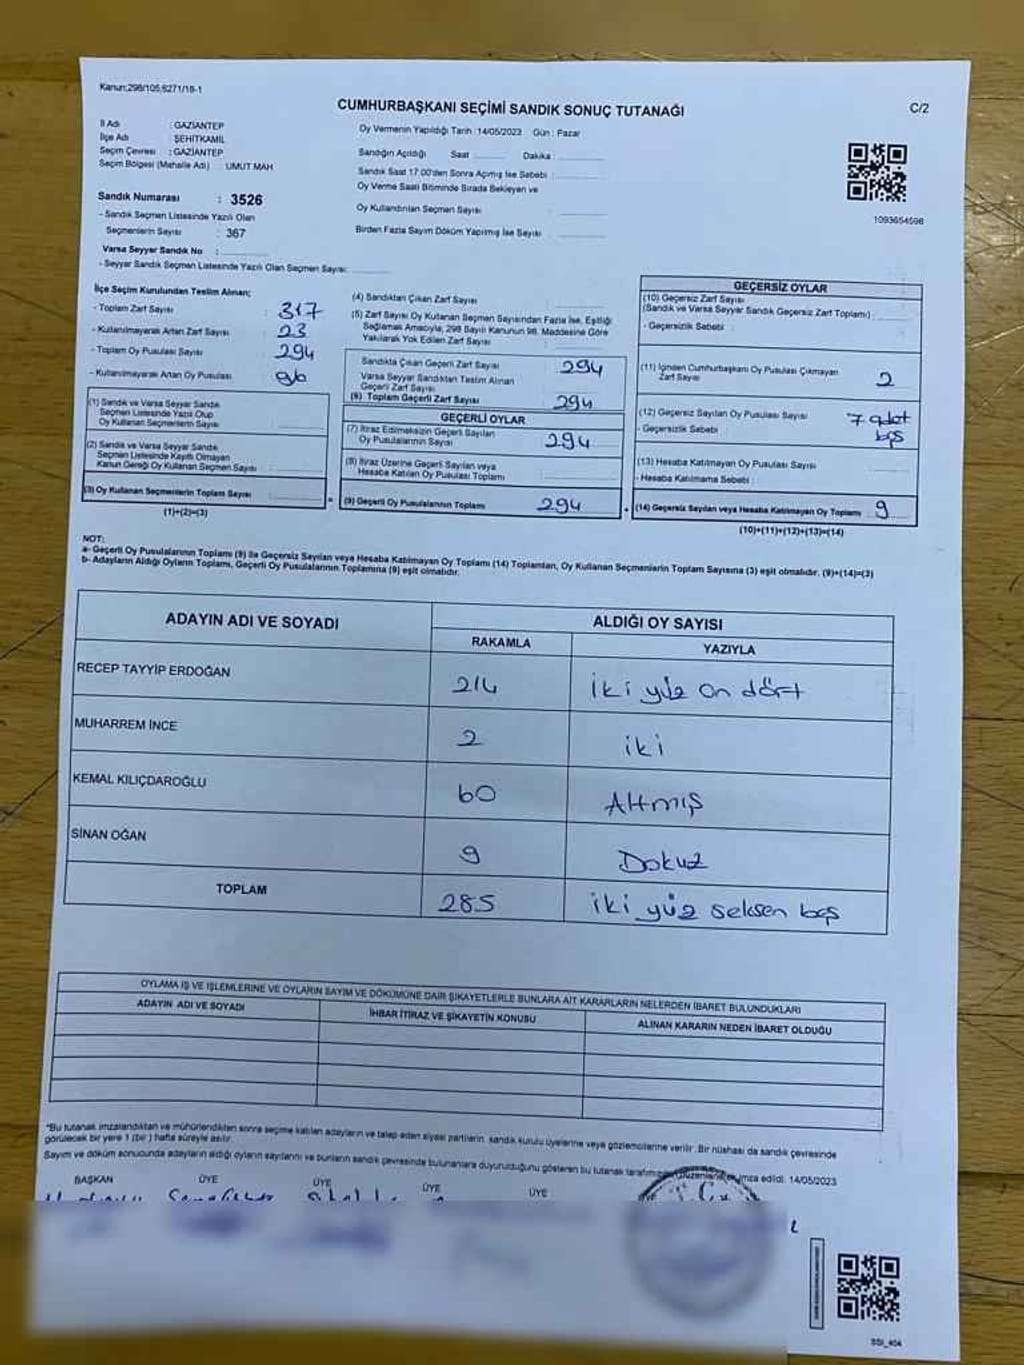 Kanun:298/105,6271/18-1
CUMHURBAŞKANI SEÇİMİ SANDIK SONUÇ TUTANAĞI
C/2
İl Adı : GAZİANTEP
İlçe Adı : ŞEHİTKAMİL
Seçim Çevresi : GAZİANTEP
Seçim Bölgesi (Mahalle Adı) : UMUT MAH
Oy Vermenin Yapıldığı Tarih :14/05/2023 Gün : Pazar
Sandığın Açıldığı Saat Dakika :
Sandık Saat 17.00'den Sonra Açımış İse Sebebi :
Oy Verme Saati Bitiminde Sırada Bekleyen ve
Oy Kullandırılan Seçmen Sayısı :
Birden Fazla Sayım Döküm Yapılmış İse Sayısı :
1093654596
Sandık Numarası : 3526
- Sandık Seçmen Listesinde Yazılı Olan
Seçmenlerin Sayısı : 367
Varsa Seyyar Sandık No :
- Seyyar Sandık Seçmen Listesinde Yazılı Olan Seçmen Sayısı:
İlçe Seçim Kurulundan Teslim Alınan;
- Toplam Zarf Sayısı : 317
- Kullanılmayarak Artan Zarf Sayısı : 23
- Toplam Oy Pusulası Sayısı : 294
- Kullanılmayarak Artan Oy Pusulası :
(1) Sandık ve Varsa Seyyar Sandık
Seçmen Listesinde Yazılı Olup
Oy Kullanan Seçmenlerin Sayısı :
(2) Sandık ve Varsa Seyyar Sandık
Seçmen Listesinde Kayıtlı Olmayan
Kanun Gereği Oy Kullanan Seçmen Sayısı :
(3) Oy Kullanan Seçmenlerin Toplam Sayısı :
(1)+(2)=(3)
(4) Sandıktan Çıkan Zarf Sayısı :
(5) Zarf Sayısı Oy Kullanan Seçmen Sayısından Fazla İse, Eşitliği
Sağlamak Amacıyla, 298 Sayılı Kanunun 98. Maddesine Göre
Yakılarak Yok Edilen Zarf Sayısı :
Sandıkta Çıkan Geçerli Zarf Sayısı 294
Varsa Seyyar Sandıktan Teslim Alınan
Geçerli Zarf Sayısı
(6) Toplam Geçerli Zarf Sayısı 294
GEÇERLİ OYLAR
(7) İtiraz Edilmeksizin Geçerli Sayılan
Oy Pusulalarının Sayısı 294
(8) İtiraz Üzerine Geçerli Sayılan veya
Hesaba Katılan Oy Pusulası Toplamı
(9) Geçerli Oy Pusulalarının Toplamı 294
GEÇERSİZ OYLAR
(10) Geçersiz Zarf Sayısı
(Sandık ve Varsa Seyyar Sandık Geçersiz Zarf Toplamı) :
- Geçersizlik Sebebi :
(11) İçinden Cumhurbaşkanı Oy Pusulası Çıkmayan
Zarf Sayısı 2
(12) Geçersiz Sayılan Oy Pusulası Sayısı 7 adet
- Geçersizlik Sebebi : boş
(13) Hesaba Katılmayan Oy Pusulası Sayısı
- Hesaba Katılmama Sebebi :
(14) Geçersiz Sayılan veya Hesaba Katılmayan Oy Toplamı 9
(10)+(11)+(12)+(13)=(14)
NOT:
a- Geçerli Oy Pusulalarının Toplamı (9) ile Geçersiz Sayılan veya Hesaba Katılmayan Oy Toplamı (14) Toplamları, Oy Kullanan Seçmenlerin Toplam Sayısına (3) eşit olmalıdır. (9)+(14)=(3)
b- Adayların Aldığı Oyların Toplamı, Geçerli Oy Pusulalarının Toplamına (9) eşit olmalıdır.
ADAYIN ADI VE SOYADI ALDIĞI OY SAYISI
RAKAMLA YAZIYLA
RECEP TAYYİP ERDOĞAN 214 iki yüz on dört
MUHARREM İNCE 2 iki
KEMAL KILIÇDAROĞLU 60 Altmış
SİNAN OĞAN 9 Dokuz
TOPLAM 285 iki yüz seksen beş
OYLAMA İŞ VE İŞLEMLERİNE VE OYLARIN SAYIM VE DÖKÜMÜNE DAİR ŞİKAYETLERLE BUNLARA AİT KARARLARIN NELERDEN İBARET BULUNDUKLARI
ADAYIN ADI VE SOYADI İHBAR İTİRAZ VE ŞİKAYETİN KONUSU ALINAN KARARIN NEDEN İBARET OLDUĞU
*Bu tutanak imzalandıktan ve mühürlendikten sonra seçime katılan adayların ve talep eden siyasi partilerin sandık kurulu üyelerine veya gözlemcilerine verilir. Bir nüshası da sandık çevresinde
görülecek bir yere 1 (bir ) hafta süreyle asılır.
Sayım ve döküm sonucunda adayların aldığı oyların sayılarını ve bunların sandık çevresinde bulunanlara duyurulduğunu gösteren bu tutanak imza edildi. 14/05/2023
BAŞKAN ÜYE ÜYE ÜYE ÜYE ÜYE
SSI_404